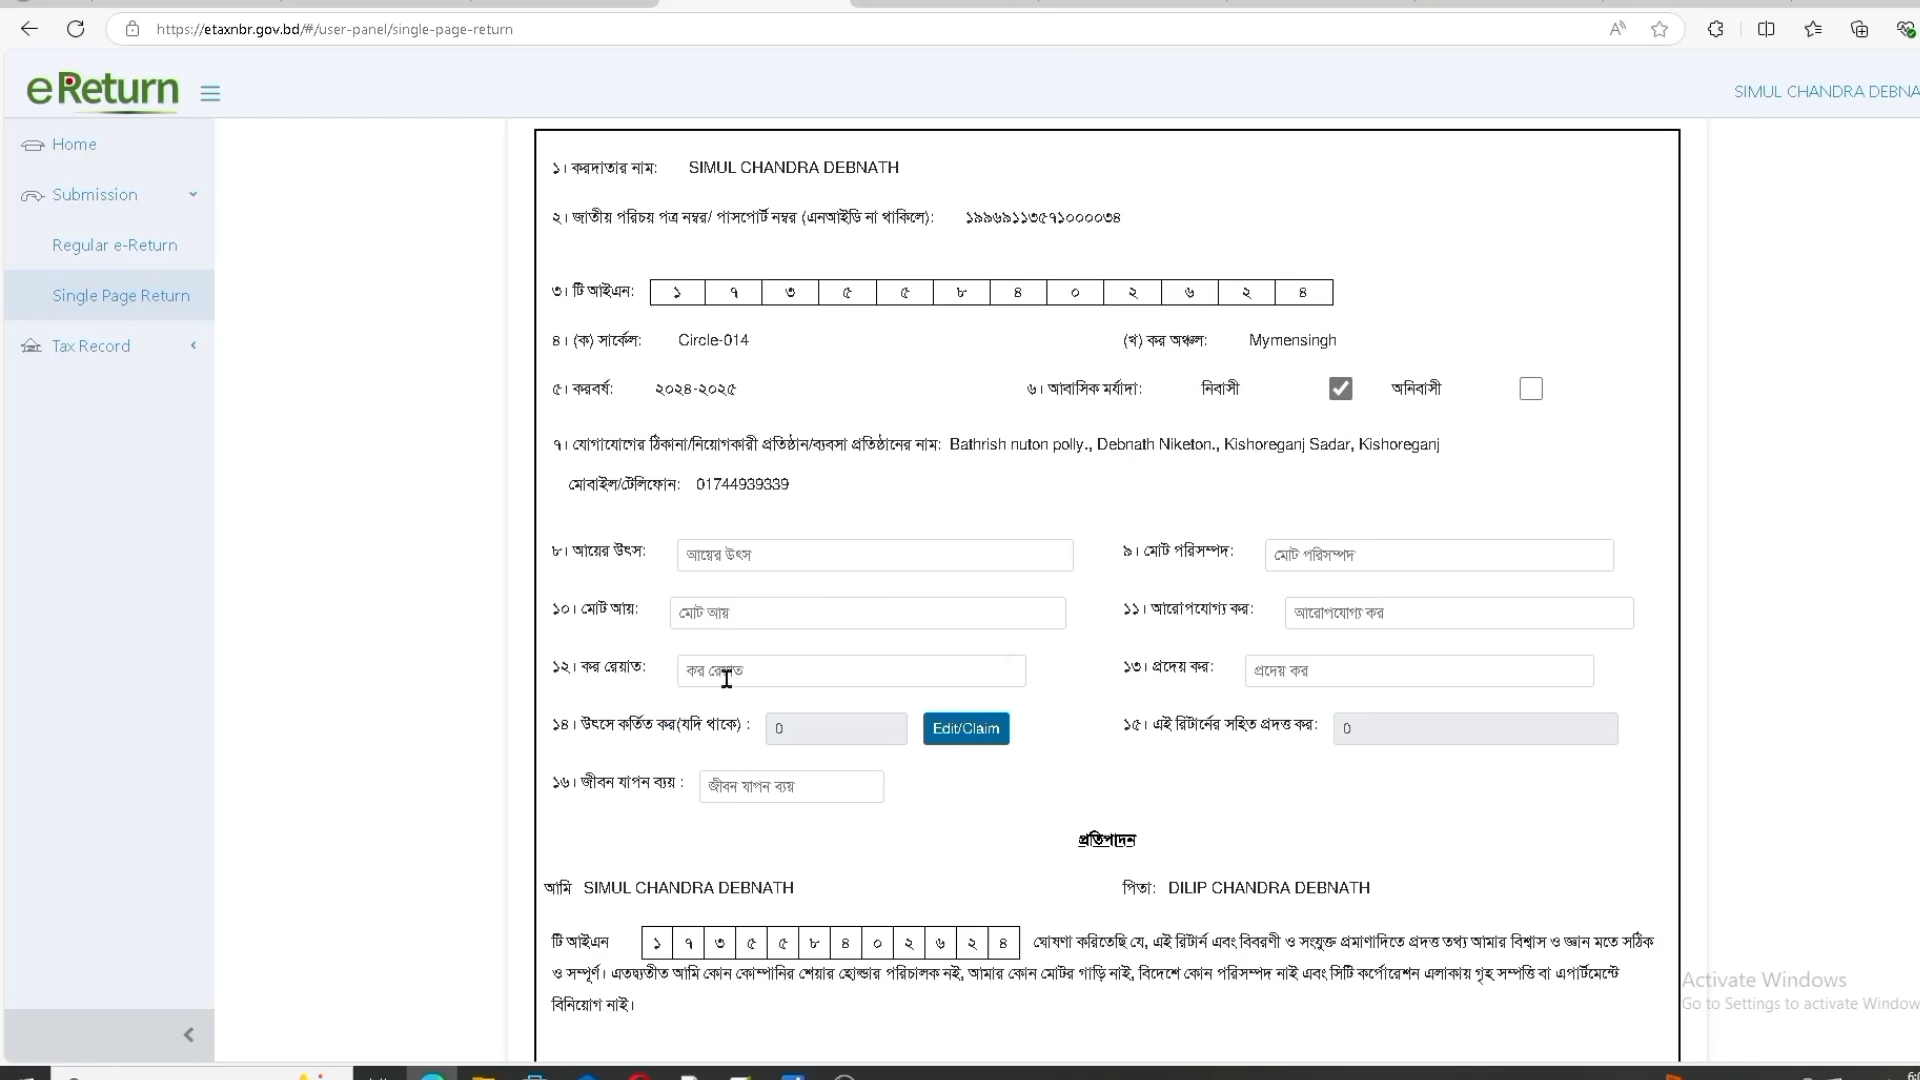 https://etaxnbr.gov.bd/#/user-panel/single-page-return
eReturn
SIMUL CHANDRA DEBNA
Home
Submission
Regular e-Return
Single Page Return
Tax Record
১। করদাতার নাম: SIMUL CHANDRA DEBNATH
২। জাতীয় পরিচয় পত্র নম্বর/ পাসপোর্ট নম্বর (এনআইডি না থাকিলে): ১৯৯৬৯১১৩৫৭১০০০০৩৪
৩। টি আইএন: ১ ৭ ৩ ৫ ৫ ৮ ৪ ০ ২ ৬ ২ ৪
৪। (ক) সার্কেল: Circle-014 (খ) কর অঞ্চল: Mymensingh
৫। করবর্ষ: ২০২৪-২০২৫ ৬। আবাসিক মর্যাদা: নিবাসী অনিবাসী
৭। যোগাযোগের ঠিকানা/নিয়োগকারী প্রতিষ্ঠান/ব্যবসা প্রতিষ্ঠানের নাম: Bathrish nuton polly., Debnath Niketon., Kishoreganj Sadar, Kishoreganj
মোবাইল/টেলিফোন: 01744939339
৮। আয়ের উৎস: আয়ের উৎস ৯। মোট পরিসম্পদ: মোট পরিসম্পদ
১০। মোট আয়: মোট আয় ১১। আরোপযোগ্য কর: আরোপযোগ্য কর
১২। কর রেয়াত: কর রেয়াত ১৩। প্রদেয় কর: প্রদেয় কর
১৪। উৎসে কর্তিত কর(যদি থাকে) : 0 Edit/Claim ১৫। এই রিটার্নের সহিত প্রদত্ত কর: 0
১৬। জীবন যাপন ব্যয় : জীবন যাপন ব্যয়
প্রতিপাদন
আমি SIMUL CHANDRA DEBNATH পিতা: DILIP CHANDRA DEBNATH
টি আইএন ১ ৭ ৩ ৫ ৫ ৮ ৪ ০ ২ ৬ ২ ৪ ঘোষণা করিতেছি যে, এই রিটার্ন এবং বিবরণী ও সংযুক্ত প্রমাণাদিতে প্রদত্ত তথ্য আমার বিশ্বাস ও জ্ঞান মতে সঠিক
ও সম্পূর্ণ। এতদ্ব্যতীত আমি কোন কোম্পানির শেয়ার হোল্ডার পরিচালক নই, আমার কোন মোটর গাড়ি নাই, বিদেশে কোন পরিসম্পদ নাই এবং সিটি কর্পোরেশন এলাকায় গৃহ সম্পত্তি বা এপার্টমেন্টে
বিনিয়োগ নাই।
Activate Windows
Go to Settings to activate Window